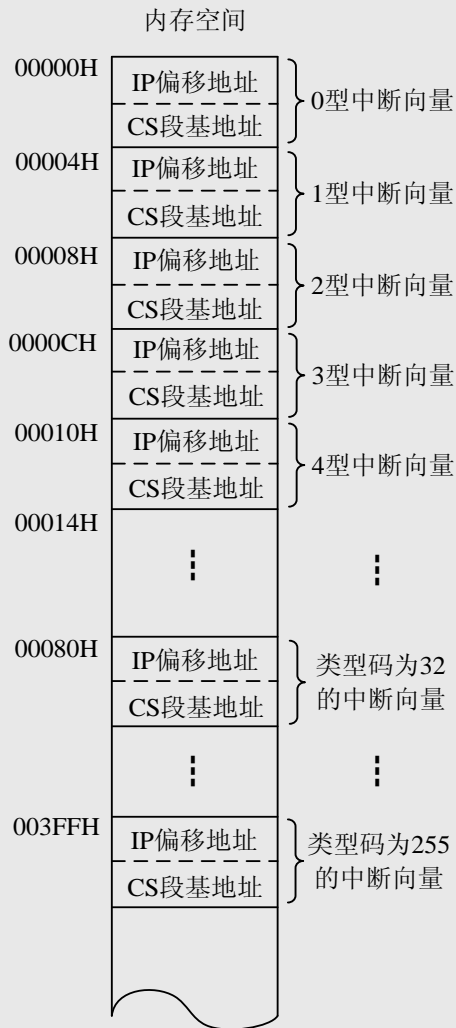 内存空间
00000H
IP偏移地址
CS段基地址
0型中断向量
00004H
IP偏移地址
CS段基地址
1型中断向量
00008H
IP偏移地址
CS段基地址
2型中断向量
0000CH
IP偏移地址
CS段基地址
3型中断向量
00010H
IP偏移地址
CS段基地址
4型中断向量
00014H
00080H
IP偏移地址
CS段基地址
类型码为32
的中断向量
003FFH
IP偏移地址
CS段基地址
类型码为255
的中断向量